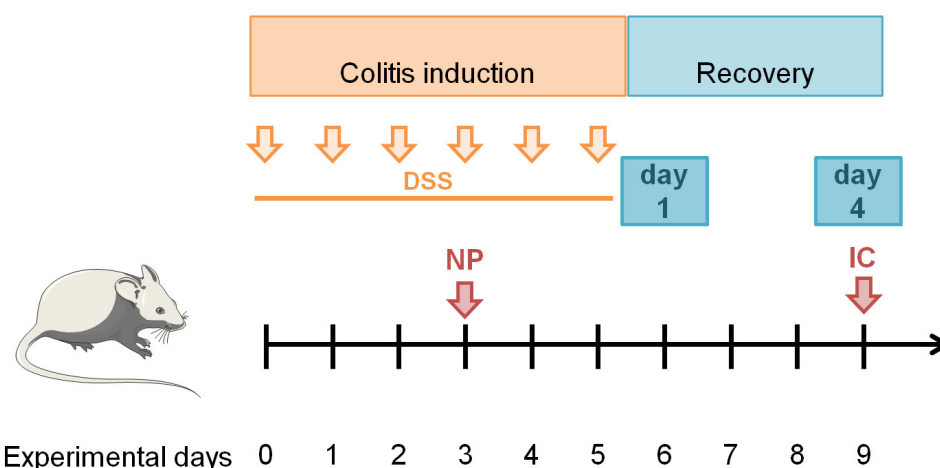 Colitis induction
Recovery
DSS
day
1
day
4
NP
IC
Experimental days 0 1 2 3 4 5 6 7 8 9